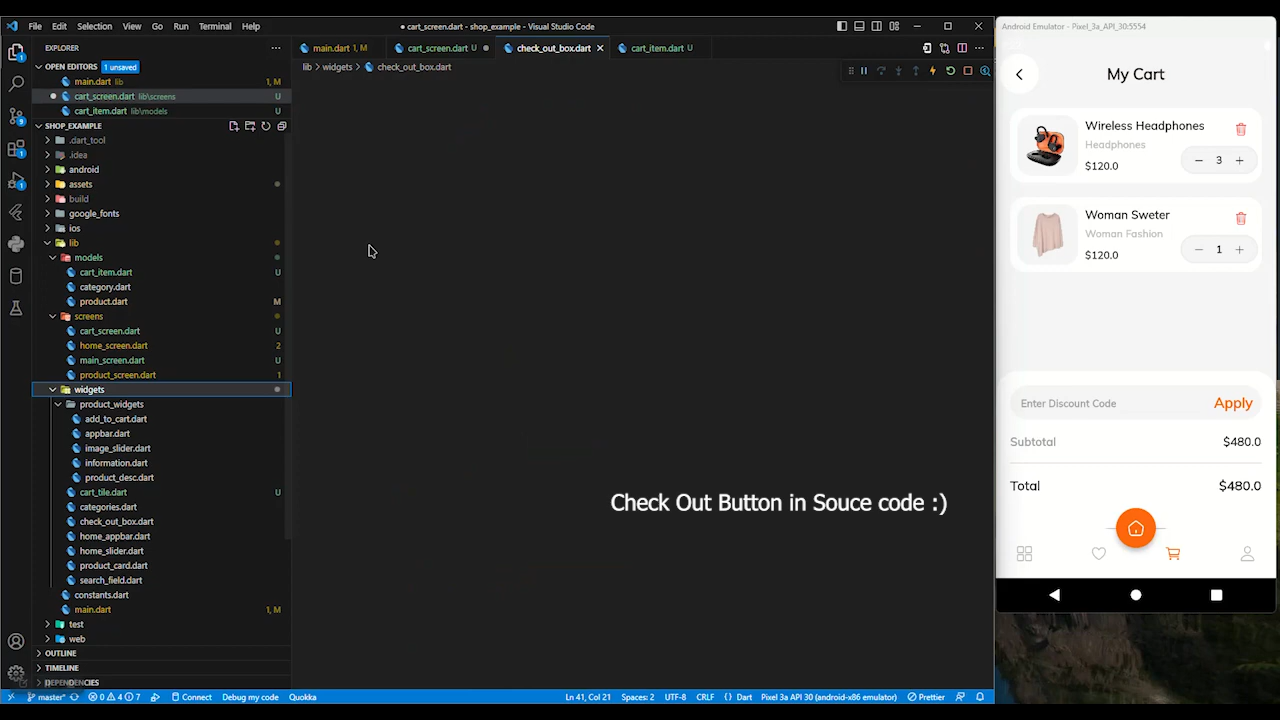 File Edit Selection View Go Run Terminal Help
cart_screen.dart - shop_example - Visual Studio Code
Android Emulator - Pixel_3a_API_30:5554
EXPLORER
main.dart 1, M
cart_screen.dart U
check_out_box.dart
cart_item.dart U
OPEN EDITORS 1 unsaved
lib > widgets > check_out_box.dart
main.dart lib 1, M
cart_screen.dart lib\screens U
cart_item.dart lib\models U
SHOP_EXAMPLE
.dart_tool
.idea
android
assets
build
google_fonts
ios
lib
models
cart_item.dart U
category.dart
product.dart M
screens
cart_screen.dart U
home_screen.dart 2
main_screen.dart U
product_screen.dart 1
widgets
product_widgets
add_to_cart.dart
appbar.dart
image_slider.dart
information.dart
product_desc.dart
cart_tile.dart U
categories.dart
check_out_box.dart
home_appbar.dart
home_slider.dart
product_card.dart
search_field.dart
constants.dart
main.dart 1, M
test
web
OUTLINE
TIMELINE
DEPENDENCIES
Check Out Button in Souce code :)
My Cart
Wireless Headphones
Headphones
$120.0
3
Woman Sweter
Woman Fashion
$120.0
1
Enter Discount Code Apply
Subtotal $480.0
Total $480.0
master* 0 4 7 Connect Debug my code Quokka Ln 41, Col 21 Spaces: 2 UTF-8 CRLF {} Dart Pixel 3a API 30 (android-x86 emulator) Prettier